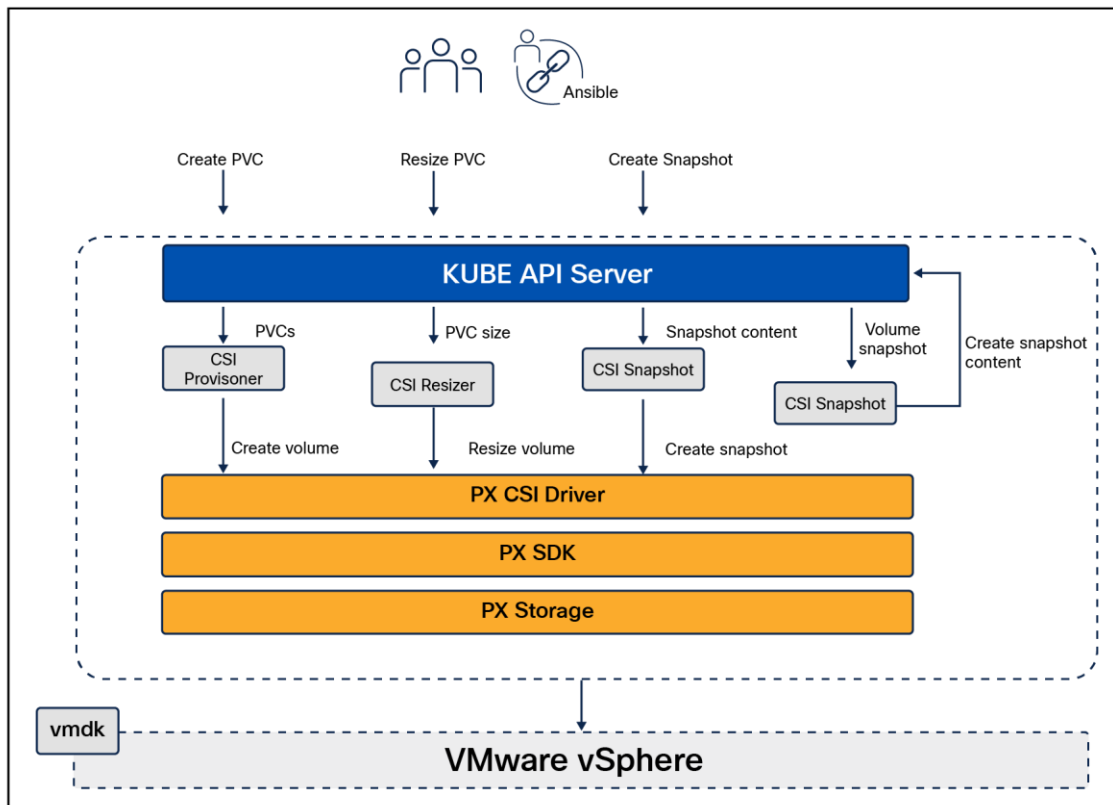 Ansible
Create PVC
Resize PVC
Create Snapshot
KUBE API Server
PVCs
PVC size
Snapshot content
Volume
snapshot
Create snapshot
content
CSI
Provisoner
CSI Resizer
CSI Snapshot
CSI Snapshot
Create volume
Resize volume
Create snapshot
PX CSI Driver
PX SDK
PX Storage
vmdk
VMware vSphere